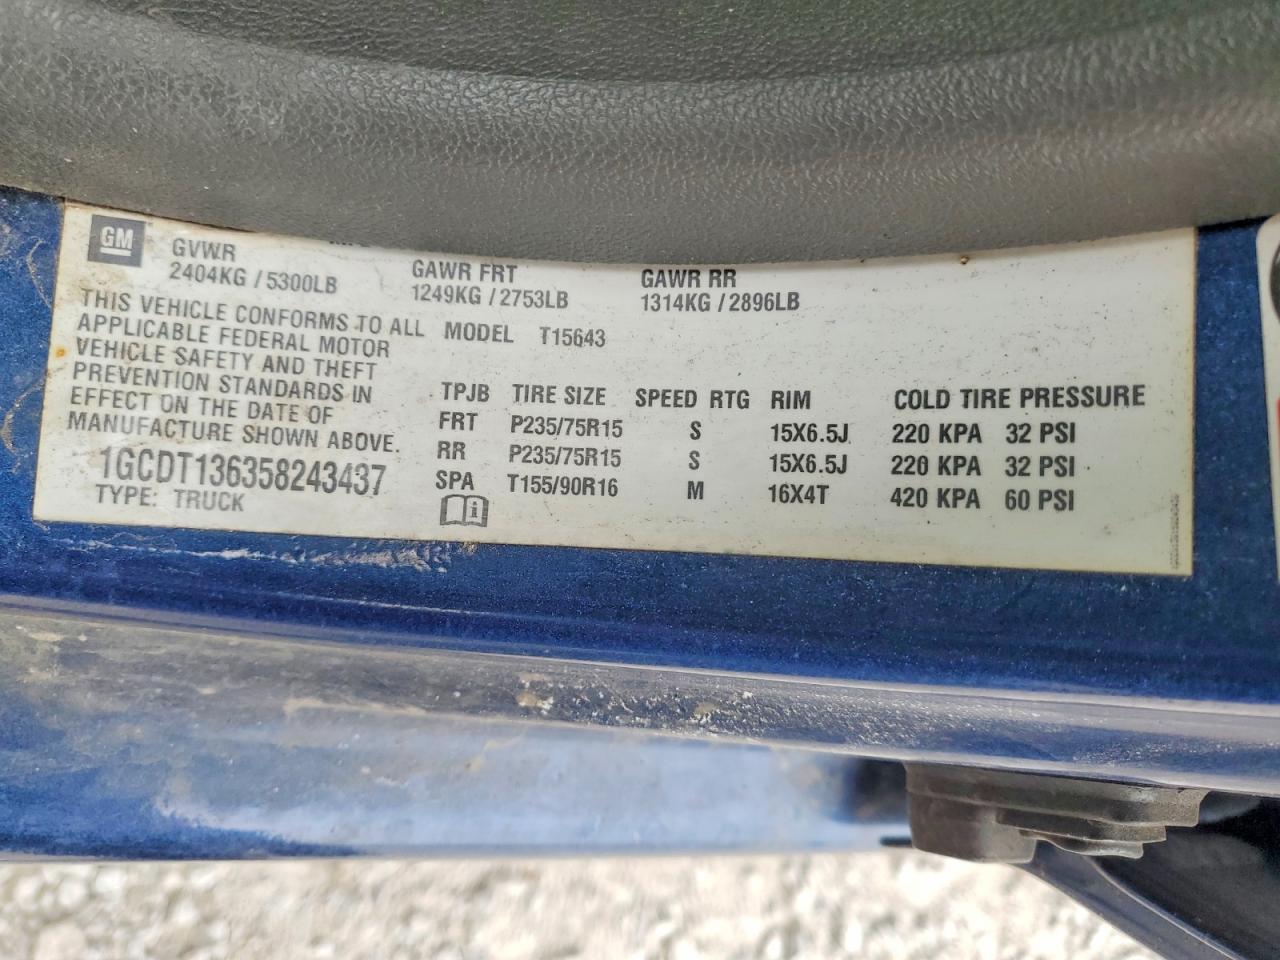 GM
GVWR
2404KG / 5300LB
GAWR FRT
1249KG / 2753LB
GAWR RR
1314KG / 2896LB
THIS VEHICLE CONFORMS TO ALL
APPLICABLE FEDERAL MOTOR
VEHICLE SAFETY AND THEFT
PREVENTION STANDARDS IN
EFFECT ON THE DATE OF
MANUFACTURE SHOWN ABOVE.
1GCDT136358243437
TYPE: TRUCK
MODEL T15643
TPJB TIRE SIZE SPEED RTG RIM COLD TIRE PRESSURE
FRT P235/75R15 S 15X6.5J 220 KPA 32 PSI
RR P235/75R15 S 15X6.5J 220 KPA 32 PSI
SPA T155/90R16 M 16X4T 420 KPA 60 PSI
i